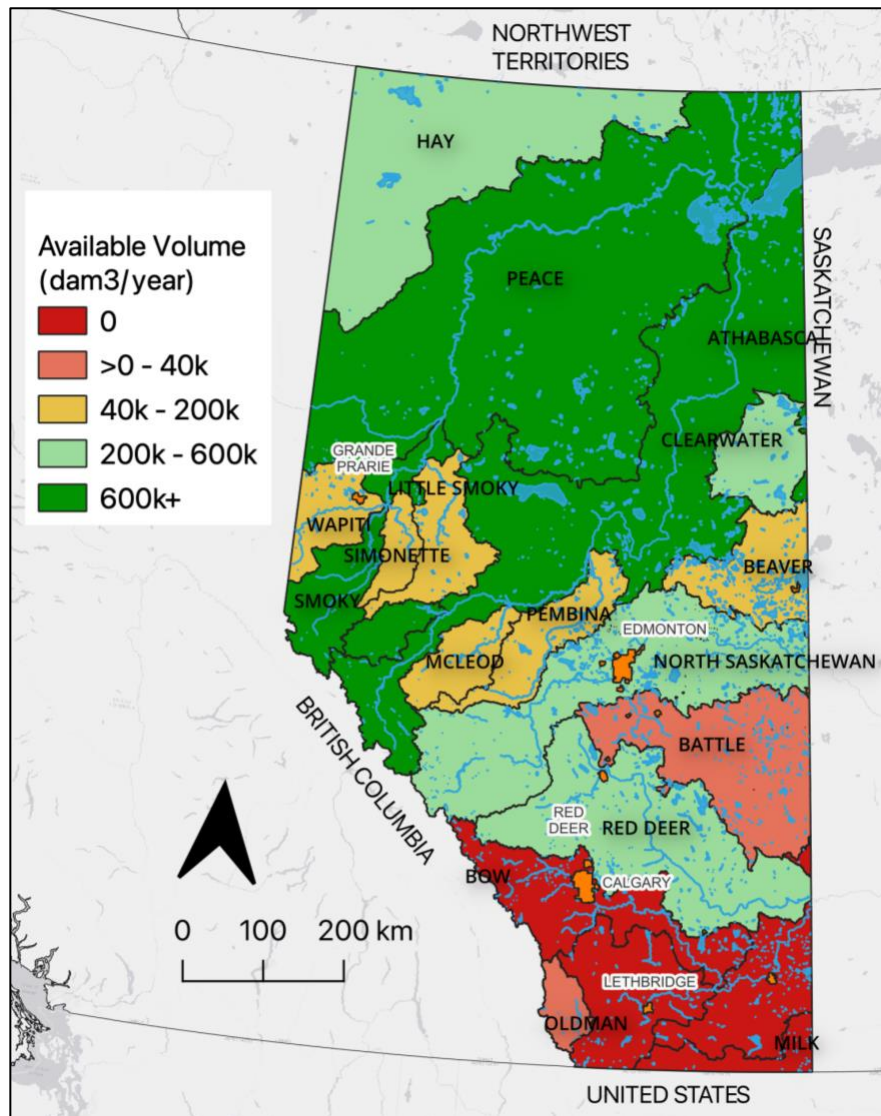 NORTHWEST
TERRITORIES
HAY
Available Volume
(dam3/year)
0
>0 - 40k
40k - 200k
200k - 600k
600k+
PEACE
SASKATCHEWAN
ATHABASCA
CLEARWATER
GRANDE
PRARIE
LITTLE SMOKY
WAPITI
SIMONETTE
BEAVER
SMOKY
PEMBINA
EDMONTON
MCLEOD
NORTH SASKATCHEWAN
BRITISH COLUMBIA
BATTLE
RED
DEER
RED DEER
BOW
CALGARY
0 100 200 km
LETHBRIDGE
OLDMAN
MILK
UNITED STATES